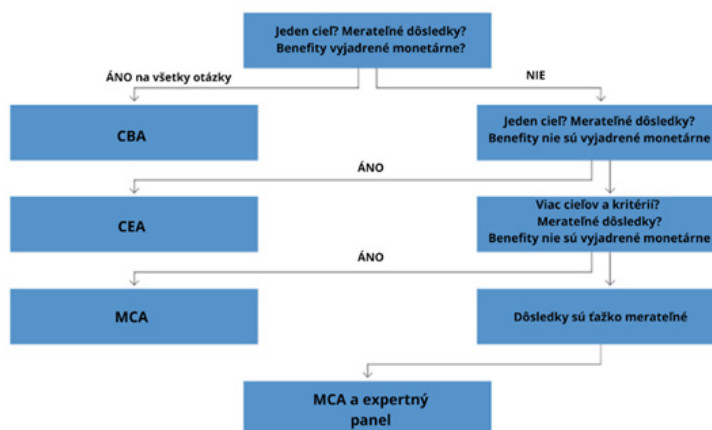 Jeden cieľ? Merateľné dôsledky?
Benefity vyjadrené monetárne?
ÁNO na všetky otázky
NIE
CBA
Jeden cieľ? Merateľné dôsledky?
Benefity nie sú vyjadrené monetárne
ÁNO
CEA
Viac cieľov a kritérií?
Merateľné dôsledky?
Benefity nie sú vyjadrené monetárne
ÁNO
MCA
Dôsledky sú ťažko merateľné
MCA a expertný
panel